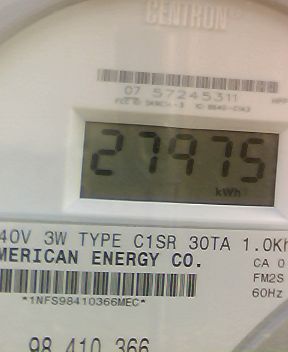 CENTRON
07 57245311
27975
kWh
40V 3W TYPE C1SR 30TA 1.0Kh
MERICAN ENERGY CO.
CA 0
FM2S
60Hz
*1NFS98410366MEC*
98 410 366